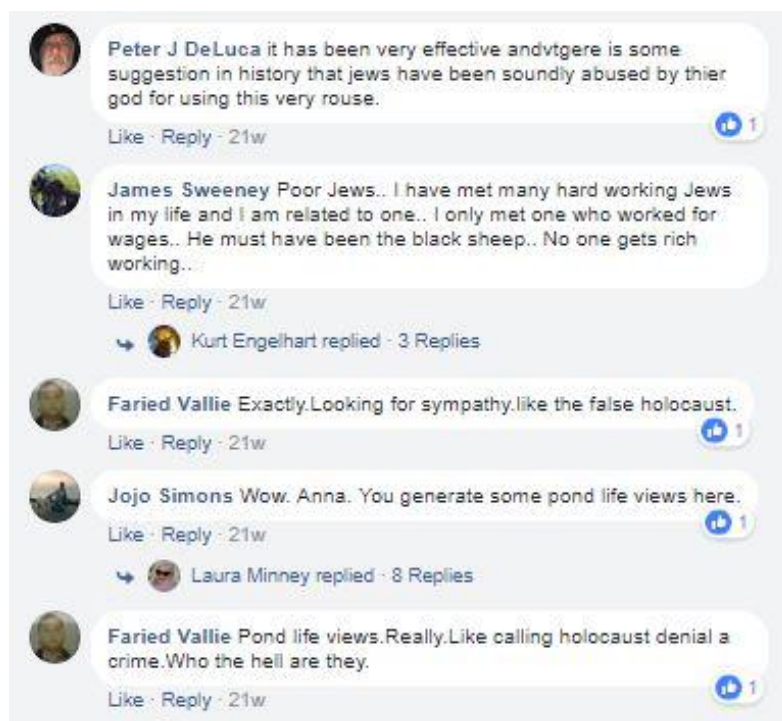 Peter J DeLuca it has been very effective andvtgere is some
suggestion in history that jews have been soundly abused by thier
god for using this very rouse.
1
Like · Reply · 21w
James Sweeney Poor Jews.. I have met many hard working Jews
in my life and I am related to one.. I only met one who worked for
wages.. He must have been the black sheep.. No one gets rich
working..
Like · Reply · 21w
Kurt Engelhart replied · 3 Replies
Faried Vallie Exactly.Looking for sympathy.like the false holocaust.
1
Like · Reply · 21w
Jojo Simons Wow. Anna. You generate some pond life views here.
1
Like · Reply · 21w
Laura Minney replied · 8 Replies
Faried Vallie Pond life views.Really.Like calling holocaust denial a
crime.Who the hell are they.
1
Like · Reply · 21w